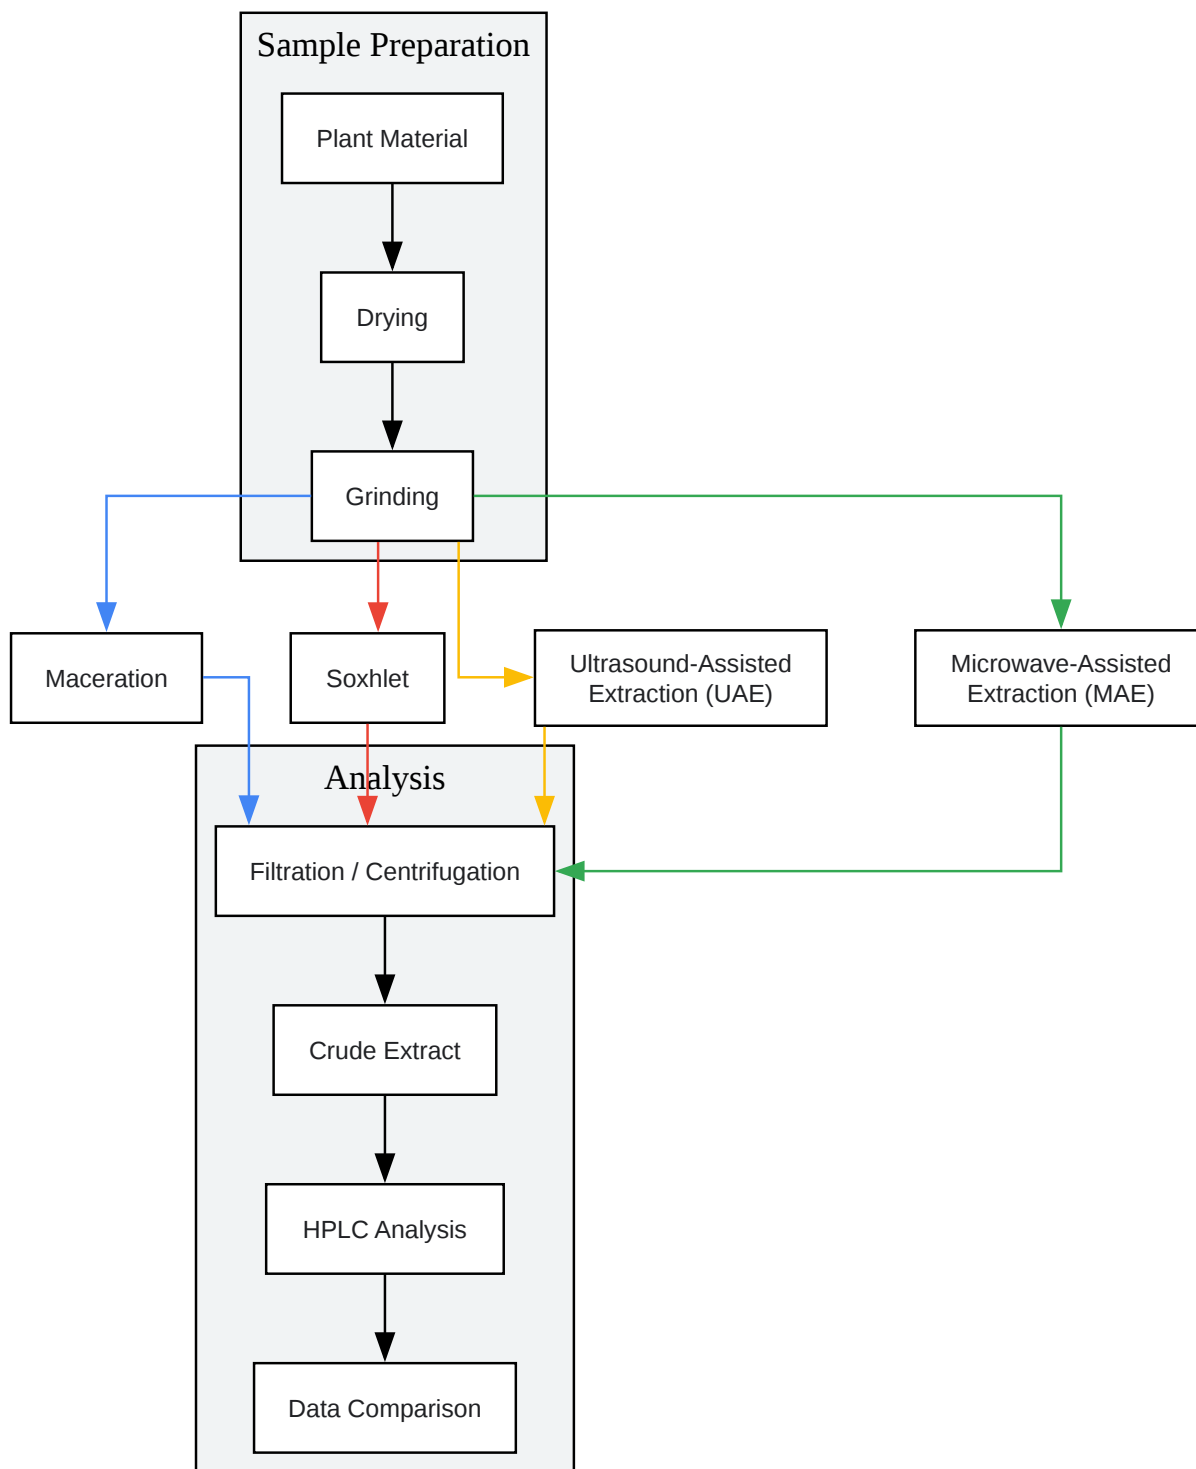 Sample Preparation
Plant Material
Drying
Grinding
Maceration
Soxhlet
Ultrasound-Assisted
Extraction (UAE)
Microwave-Assisted
Extraction (MAE)
Analysis
Filtration / Centrifugation
Crude Extract
HPLC Analysis
Data Comparison